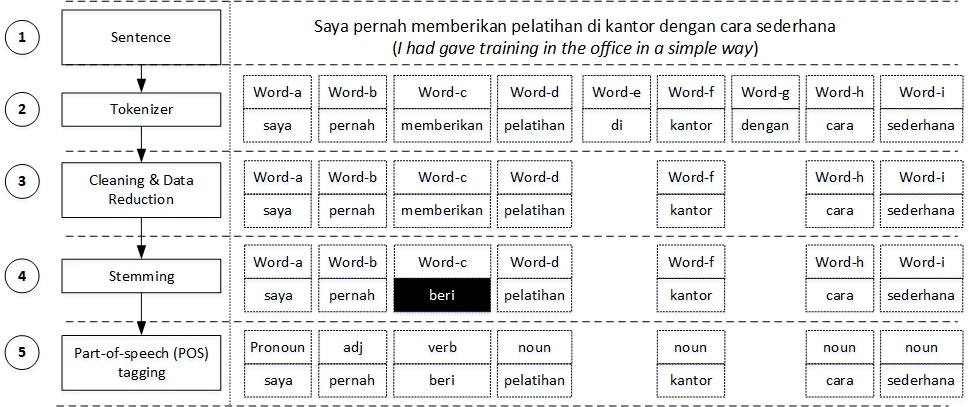 1 Sentence Saya pernah memberikan pelatihan di kantor dengan cara sederhana
(I had gave training in the office in a simple way)
Word-a Word-b Word-c Word-d Word-e Word-f Word-g Word-h Word-i
2 Tokenizer
saya pernah memberikan pelatihan di kantor dengan cara sederhana
3 Cleaning & Data
Reduction
Word-a Word-b Word-c Word-d Word-f Word-h Word-i
saya pernah memberikan pelatihan kantor cara sederhana
Word-a Word-b Word-c Word-d Word-f Word-h Word-i
4 Stemming
saya pernah beri pelatihan kantor cara sederhana
5 Part-of-speech (POS)
tagging
Pronoun adj verb noun noun noun noun
saya pernah beri pelatihan kantor cara sederhana